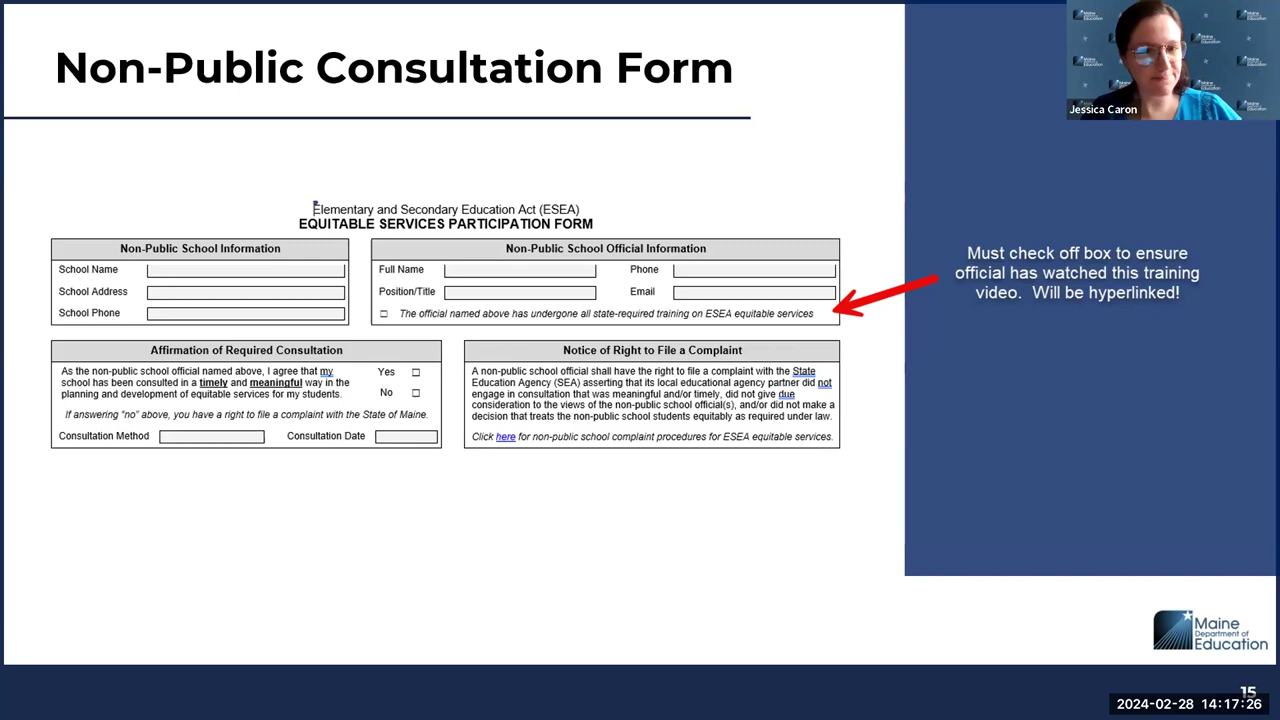 Non-Public Consultation Form
Jessica Caron
Elementary and Secondary Education Act (ESEA)
EQUITABLE SERVICES PARTICIPATION FORM
Non-Public School Information
School Name
School Address
School Phone
Non-Public School Official Information
Full Name
Phone
Position/Title
Email
☐ The official named above has undergone all state-required training on ESEA equitable services
Must check off box to ensure
official has watched this training
video. Will be hyperlinked!
Affirmation of Required Consultation
As the non-public school official named above, I agree that my
school has been consulted in a timely and meaningful way in the
planning and development of equitable services for my students.
Yes ☐
No ☐
If answering "no" above, you have a right to file a complaint with the State of Maine.
Consultation Method
Consultation Date
Notice of Right to File a Complaint
A non-public school official shall have the right to file a complaint with the State
Education Agency (SEA) asserting that its local educational agency partner did not
engage in consultation that was meaningful and/or timely, did not give due
consideration to the views of the non-public school official(s), and/or did not make a
decision that treats the non-public school students equitably as required under law.
Click here for non-public school complaint procedures for ESEA equitable services.
Maine
Department of
Education
15
2024-02-28 14:17:26